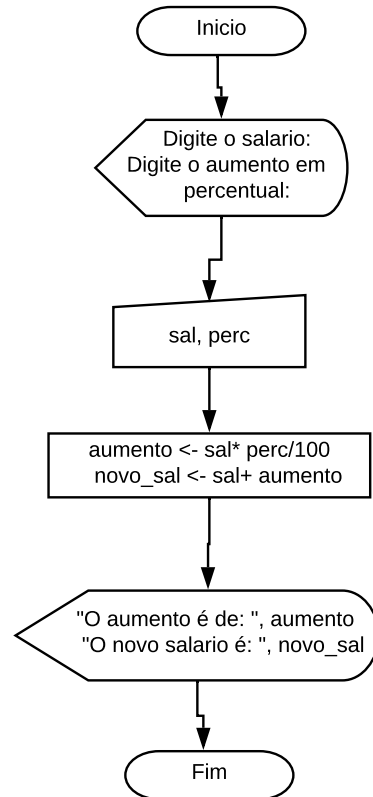 Inicio
Digite o salario:
Digite o aumento em
percentual:
sal, perc
aumento <- sal* perc/100
novo_sal <- sal+ aumento
"O aumento é de: ", aumento
"O novo salario é: ", novo_sal
Fim